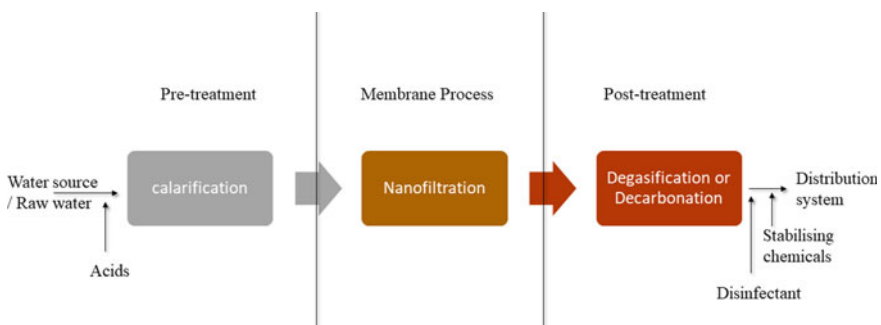 Pre-treatment
Membrane Process
Post-treatment
Water source
/ Raw water
Acids
calarification
Nanofiltration
Degasification or
Decarbonation
Distribution
system
Stabilising
chemicals
Disinfectant